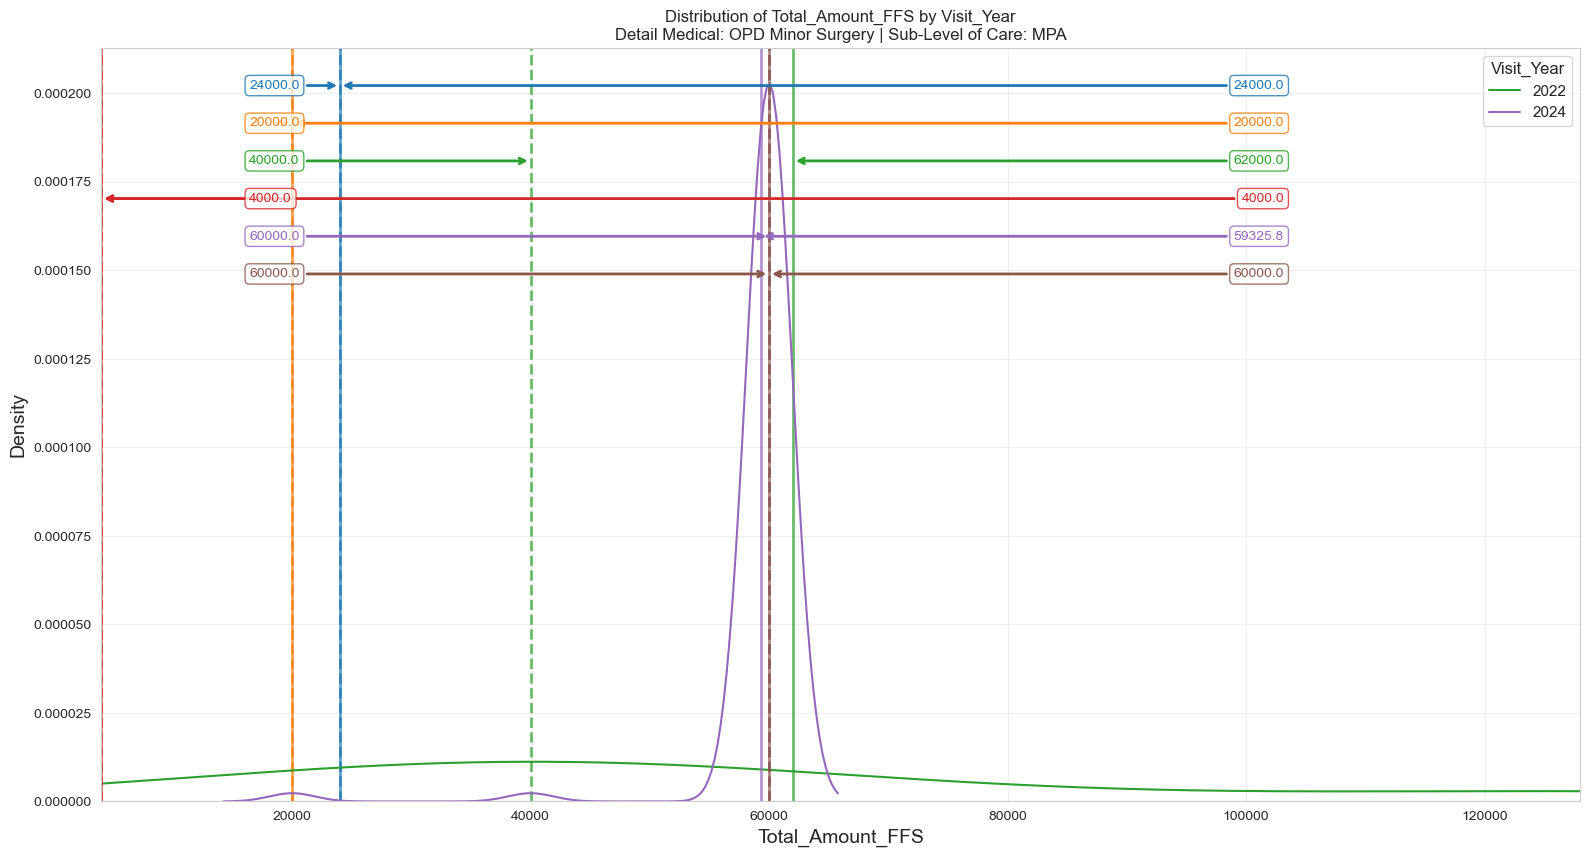 Distribution of Total_Amount_FFS by Visit_Year
Detail Medical: OPD Minor Surgery | Sub-Level of Care: MPA
Visit_Year
2022
2024
24000.0 24000.0
20000.0 20000.0
40000.0 62000.0
4000.0 4000.0
60000.0 59325.8
60000.0 60000.0
0.000200
0.000175
0.000150
0.000125
0.000100
0.000075
0.000050
0.000025
0.000000
Density
20000 40000 60000 80000 100000 120000
Total_Amount_FFS